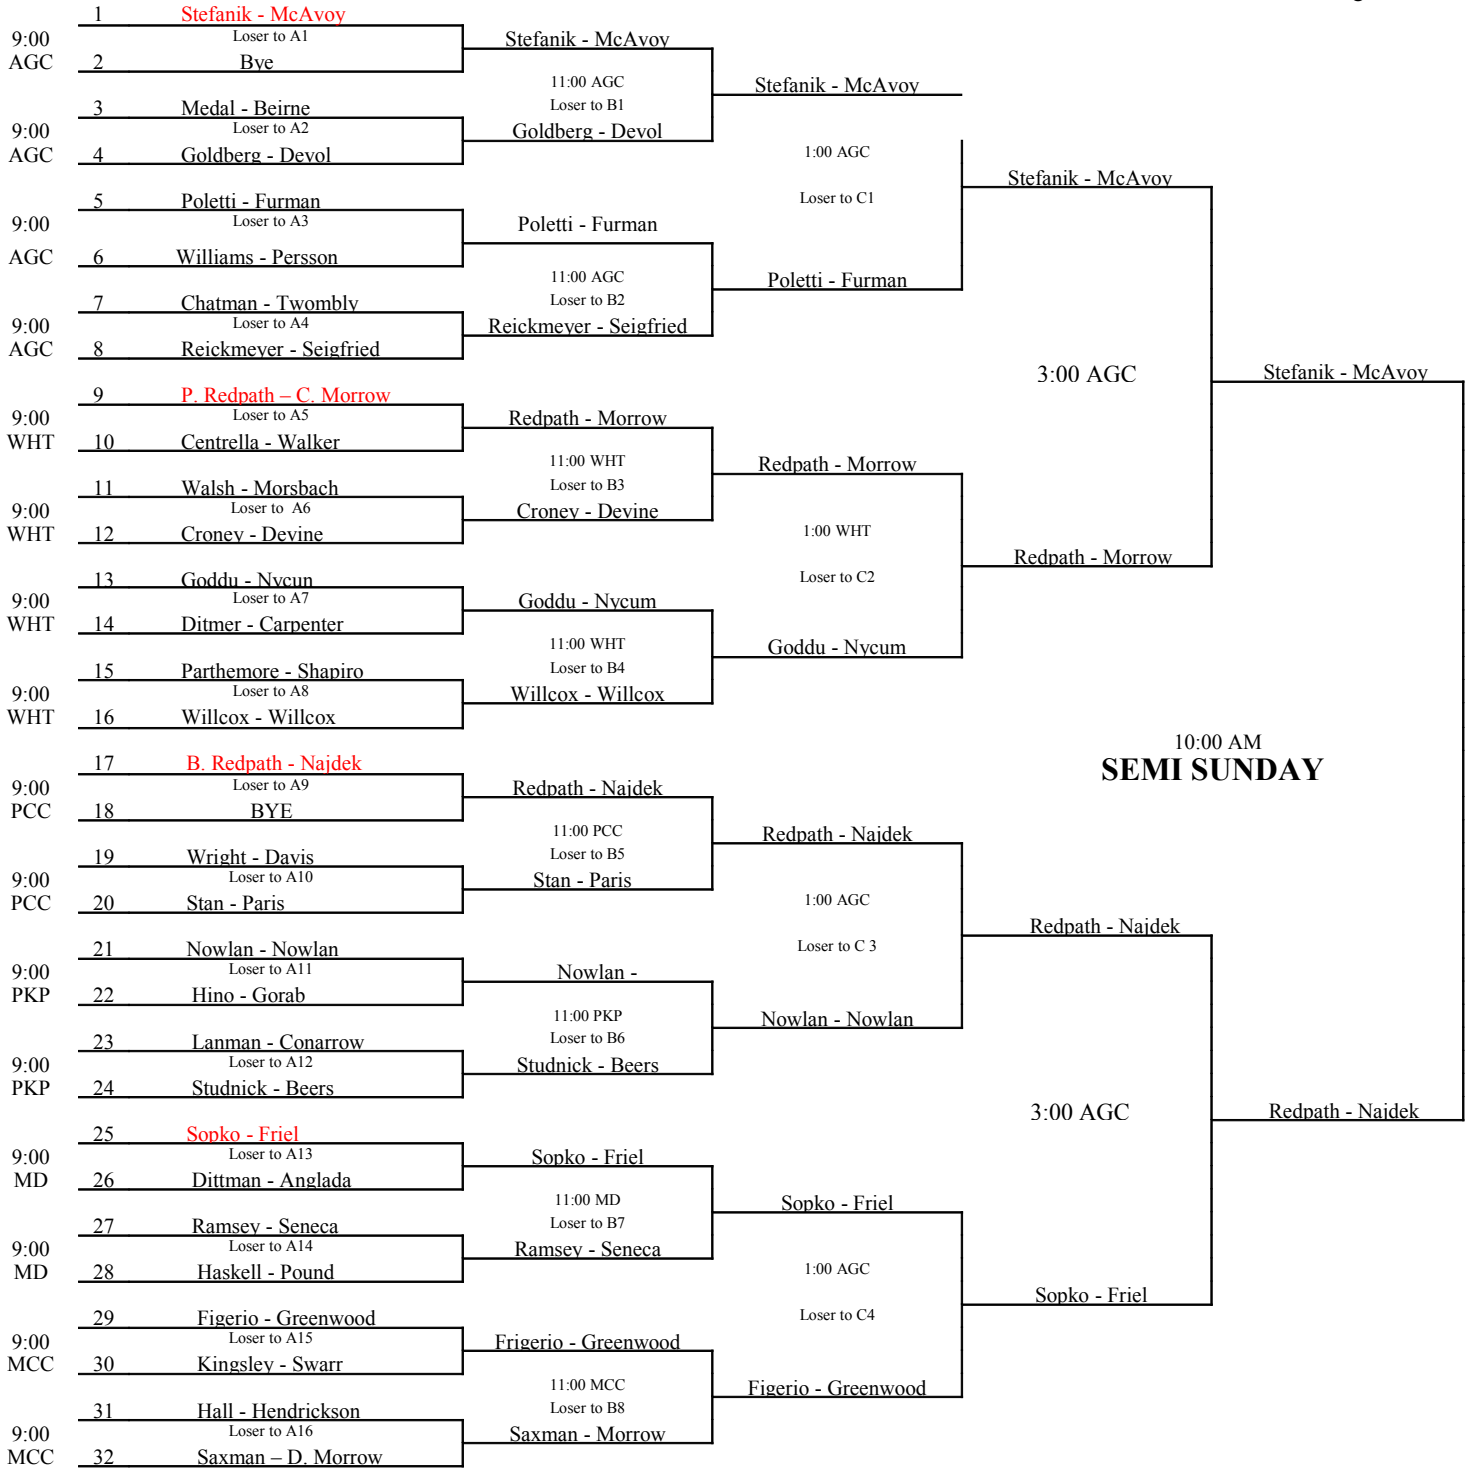 1 Stefanik - McAvoy
9:00 Loser to A1 Stefanik - McAvoy
AGC 2 Bye
11:00 AGC Stefanik - McAvoy
3 Medal - Beirne Loser to B1
9:00 Loser to A2 Goldberg - Devol
AGC 4 Goldberg - Devol 1:00 AGC
Stefanik - McAvoy
5 Poletti - Furman Loser to C1
9:00 Loser to A3 Poletti - Furman
AGC 6 Williams - Persson
11:00 AGC Poletti - Furman
7 Chatman - Twombly Loser to B2
9:00 Loser to A4 Reickmeyer - Seigfried
AGC 8 Reickmeyer - Seigfried
3:00 AGC Stefanik - McAvoy
9 P. Redpath – C. Morrow
9:00 Loser to A5 Redpath - Morrow
WHT 10 Centrella - Walker
11:00 WHT Redpath - Morrow
11 Walsh - Morsbach Loser to B3
9:00 Loser to A6 Croney - Devine
WHT 12 Croney - Devine 1:00 WHT
Redpath - Morrow
13 Goddu - Nycun Loser to C2
9:00 Loser to A7 Goddu - Nycum
WHT 14 Ditmer - Carpenter
11:00 WHT Goddu - Nycum
15 Parthemore - Shapiro Loser to B4
9:00 Loser to A8 Willcox - Willcox
WHT 16 Willcox - Willcox
10:00 AM
17 B. Redpath - Najdek SEMI SUNDAY
9:00 Loser to A9 Redpath - Najdek
PCC 18 BYE
11:00 PCC Redpath - Najdek
19 Wright - Davis Loser to B5
9:00 Loser to A10 Stan - Paris
PCC 20 Stan - Paris 1:00 AGC
Redpath - Najdek
21 Nowlan - Nowlan Loser to C 3
9:00 Loser to A11 Nowlan -
PKP 22 Hino - Gorab
11:00 PKP Nowlan - Nowlan
23 Lanman - Conarrow Loser to B6
9:00 Loser to A12 Studnick - Beers
PKP 24 Studnick - Beers
3:00 AGC Redpath - Najdek
25 Sopko - Friel
9:00 Loser to A13 Sopko - Friel
MD 26 Dittman - Anglada
11:00 MD Sopko - Friel
27 Ramsey - Seneca Loser to B7
9:00 Loser to A14 Ramsey - Seneca
MD 28 Haskell - Pound 1:00 AGC
Sopko - Friel
29 Figerio - Greenwood Loser to C4
9:00 Loser to A15 Frigerio - Greenwood
MCC 30 Kingsley - Swarr
11:00 MCC Figerio - Greenwood
31 Hall - Hendrickson Loser to B8
9:00 Loser to A16 Saxman - Morrow
MCC 32 Saxman – D. Morrow